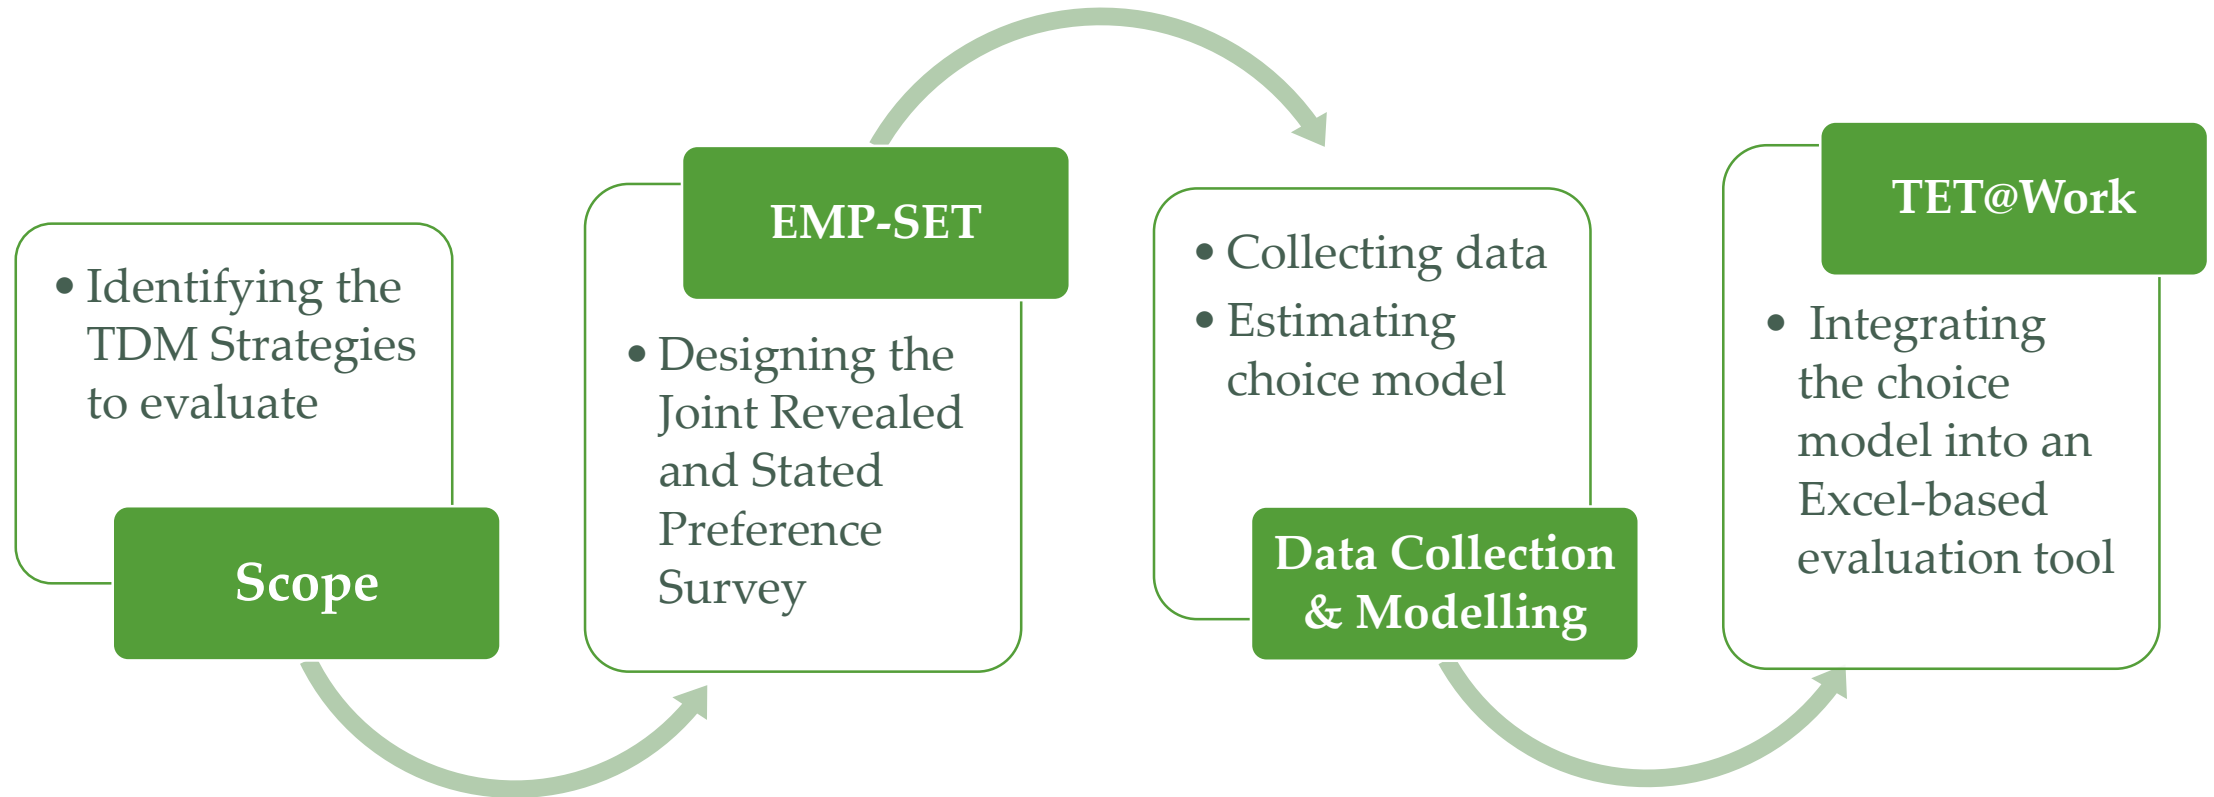 • Identifying the
TDM Strategies
to evaluate
Scope
EMP-SET
• Designing the
Joint Revealed
and Stated
Preference
Survey
• Collecting data
• Estimating
choice model
Data Collection
& Modelling
TET@Work
• Integrating
the choice
model into an
Excel-based
evaluation tool